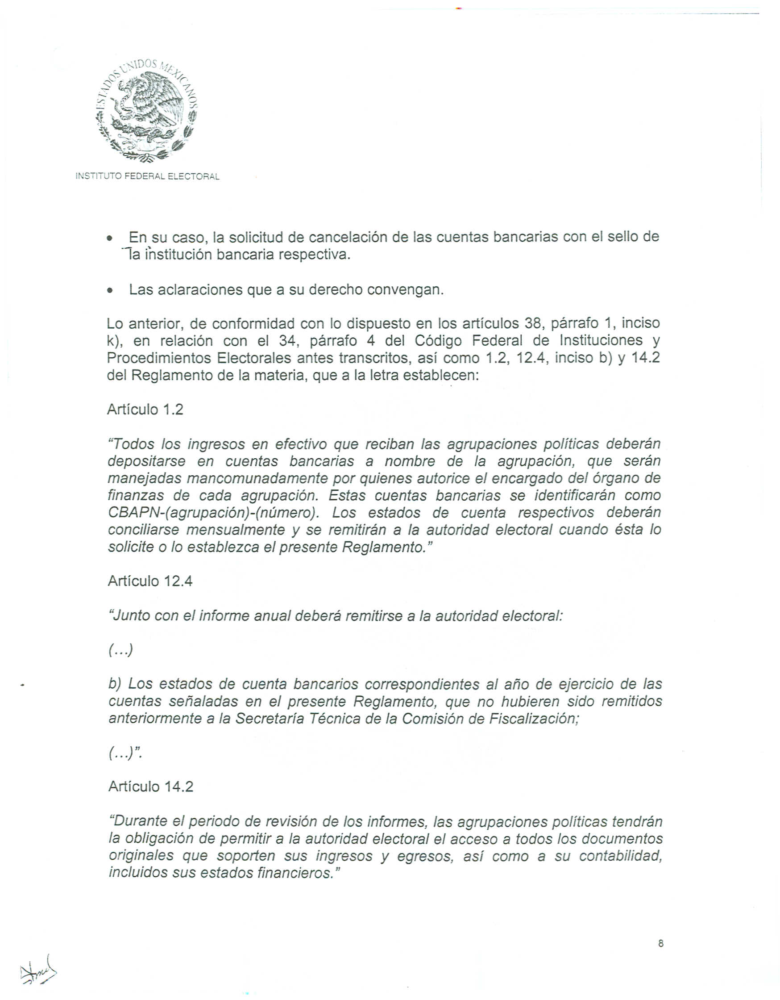 ESTADOS UNIDOS MEXICANOS
INSTITUTO FEDERAL ELECTORAL
• En su caso, la solicitud de cancelación de las cuentas bancarias con el sello de
la institución bancaria respectiva.
• Las aclaraciones que a su derecho convengan.
Lo anterior, de conformidad con lo dispuesto en los artículos 38, párrafo 1, inciso
k), en relación con el 34, párrafo 4 del Código Federal de Instituciones y
Procedimientos Electorales antes transcritos, así como 1.2, 12.4, inciso b) y 14.2
del Reglamento de la materia, que a la letra establecen:
Artículo 1.2
“Todos los ingresos en efectivo que reciban las agrupaciones políticas deberán
depositarse en cuentas bancarias a nombre de la agrupación, que serán
manejadas mancomunadamente por quienes autorice el encargado del órgano de
finanzas de cada agrupación. Estas cuentas bancarias se identificarán como
CBAPN-(agrupación)-(número). Los estados de cuenta respectivos deberán
conciliarse mensualmente y se remitirán a la autoridad electoral cuando ésta lo
solicite o lo establezca el presente Reglamento.”
Artículo 12.4
“Junto con el informe anual deberá remitirse a la autoridad electoral:
(...)
b) Los estados de cuenta bancarios correspondientes al año de ejercicio de las
cuentas señaladas en el presente Reglamento, que no hubieren sido remitidos
anteriormente a la Secretaría Técnica de la Comisión de Fiscalización;
(...)”.
Artículo 14.2
“Durante el periodo de revisión de los informes, las agrupaciones políticas tendrán
la obligación de permitir a la autoridad electoral el acceso a todos los documentos
originales que soporten sus ingresos y egresos, así como a su contabilidad,
incluidos sus estados financieros.”
8